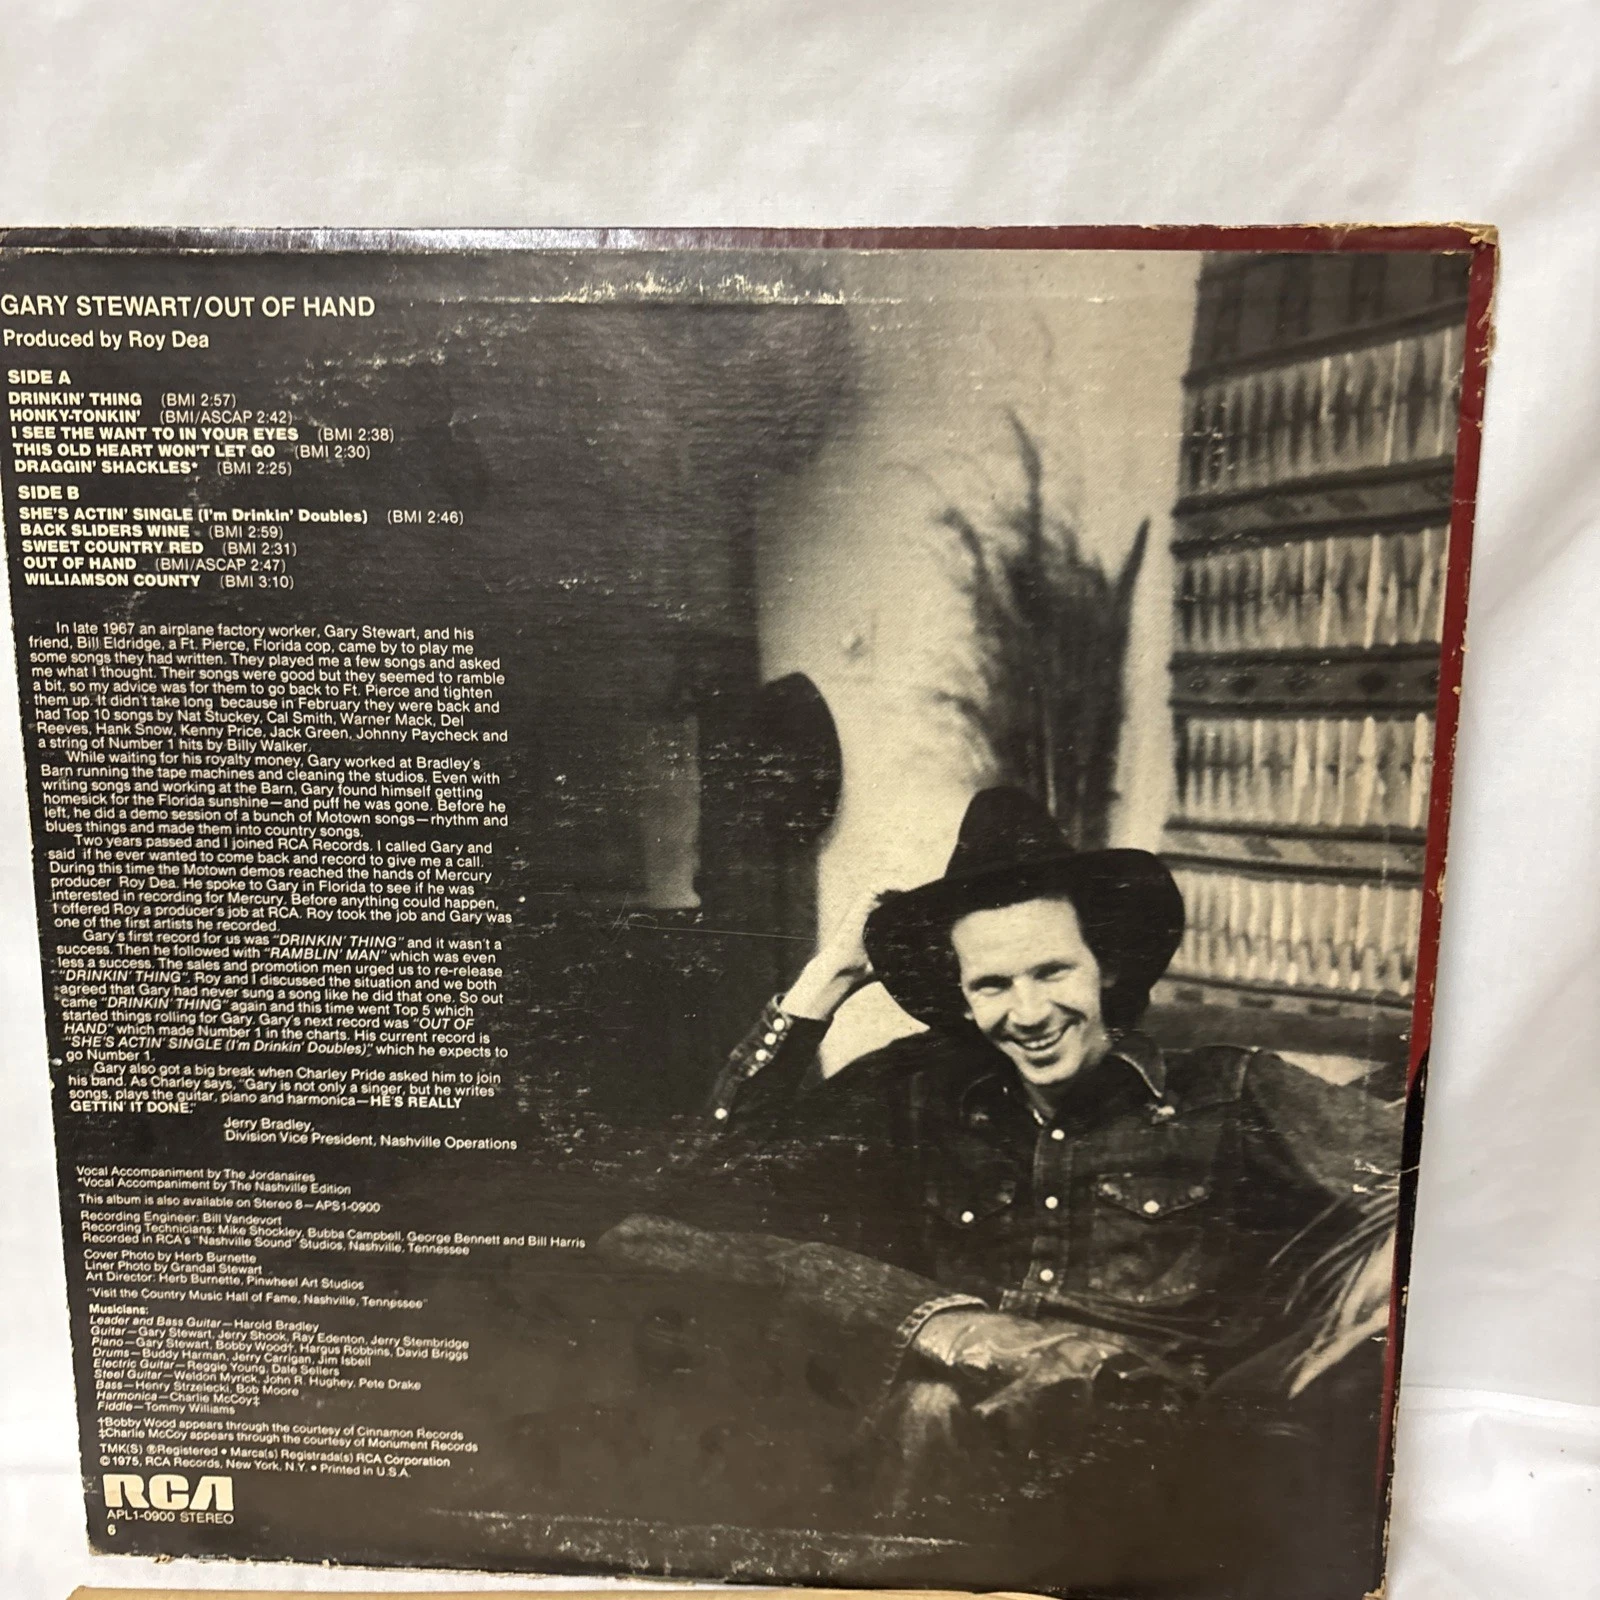 GARY STEWART/OUT OF HAND
Produced by Roy Dea
SIDE A
DRINKIN' THING (BMI 2:57)
HONKY-TONKIN' (BMI/ASCAP 2:42)
I SEE THE WANT TO IN YOUR EYES (BMI 2:38)
THIS OLD HEART WON'T LET GO (BMI 2:30)
DRAGGIN' SHACKLES* (BMI 2:25)
SIDE B
SHE'S ACTIN' SINGLE (I'm Drinkin' Doubles) (BMI 2:46)
BACK SLIDERS WINE (BMI 2:59)
SWEET COUNTRY RED (BMI 2:31)
OUT OF HAND (BMI/ASCAP 2:47)
WILLIAMSON COUNTY (BMI 3:10)
In late 1967 an airplane factory worker, Gary Stewart, and his
friend, Bill Eldridge, a Ft. Pierce, Florida cop, came by to play me
some songs they had written. They played me a few songs and asked
me what I thought. Their songs were good but they seemed to ramble
a bit, so my advice was for them to go back to Ft. Pierce and tighten
them up. It didn't take long because in February they were back and
had Top 10 songs by Nat Stuckey, Cal Smith, Warner Mack, Del
Reeves, Hank Snow, Kenny Price, Jack Green, Johnny Paycheck and
a string of Number 1 hits by Billy Walker.
While waiting for his royalty money, Gary worked at Bradley's
Barn running the tape machines and cleaning the studios. Even with
writing songs and working at the Barn, Gary found himself getting
homesick for the Florida sunshine—and puff he was gone. Before he
left, he did a demo session of a bunch of Motown songs—rhythm and
blues things and made them into country songs.
Two years passed and I joined RCA Records. I called Gary and
said if he ever wanted to come back and record to give me a call.
During this time the Motown demos reached the hands of Mercury
producer Roy Dea. He spoke to Gary in Florida to see if he was
interested in recording for Mercury. Before anything could happen,
I offered Roy a producer's job at RCA. Roy took the job and Gary was
one of the first artists he recorded.
Gary's first record for us was "DRINKIN' THING" and it wasn't a
success. Then he followed with "RAMBLIN' MAN" which was even
less a success. The sales and promotion men urged us to re-release
"DRINKIN' THING". Roy and I discussed the situation and we both
agreed that Gary had never sung a song like he did that one. So out
came "DRINKIN' THING" again and this time went Top 5 which
started things rolling for Gary. Gary's next record was "OUT OF
HAND" which made Number 1 in the charts. His current record is
"SHE'S ACTIN' SINGLE (I'm Drinkin' Doubles)," which he expects to
go Number 1.
Gary also got a big break when Charley Pride asked him to join
his band. As Charley says, "Gary is not only a singer, but he writes
songs, plays the guitar, piano and harmonica—HE'S REALLY
GETTIN' IT DONE."
Jerry Bradley,
Division Vice President, Nashville Operations
Vocal Accompaniment by The Jordanaires
*Vocal Accompaniment by The Nashville Edition
This album is also available on Stereo 8—APS1-0900
Recording Engineer: Bill Vandevort
Recording Technicians: Mike Shockley, Bubba Campbell, George Bennett and Bill Harris
Recorded in RCA's "Nashville Sound" Studios, Nashville, Tennessee
Cover Photo by Herb Burnette
Liner Photo by Grandal Stewart
Art Director: Herb Burnette, Pinwheel Art Studios
"Visit the Country Music Hall of Fame, Nashville, Tennessee"
Musicians:
Leader and Bass Guitar—Harold Bradley
Guitar—Gary Stewart, Jerry Shook, Ray Edenton, Jerry Stembridge
Piano—Gary Stewart, Bobby Wood†, Hargus Robbins, David Briggs
Drums—Buddy Harman, Jerry Carrigan, Jim Isbell
Electric Guitar—Reggie Young, Dale Sellers
Steel Guitar—Weldon Myrick, John R. Hughey, Pete Drake
Bass—Henry Strzelecki, Bob Moore
Harmonica—Charlie McCoy‡
Fiddle—Tommy Williams
†Bobby Wood appears through the courtesy of Cinnamon Records
‡Charlie McCoy appears through the courtesy of Monument Records
TMK(S) ®Registered • Marca(s) Registrada(s) RCA Corporation
©1975, RCA Records, New York, N.Y. • Printed in U.S.A.
RCA
APL1-0900 STEREO
6